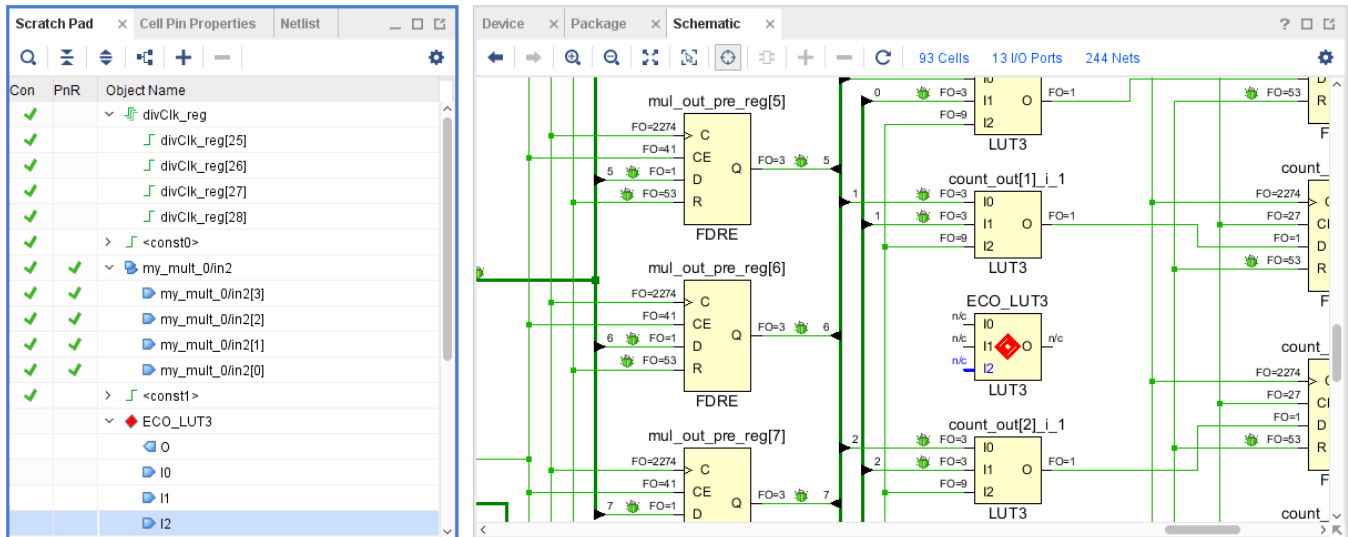 Scratch Pad
Cell Pin Properties
Netlist
Con PnR Object Name
divClk_reg
divClk_reg[25]
divClk_reg[26]
divClk_reg[27]
divClk_reg[28]
<const0>
my_mult_0/in2
my_mult_0/in2[3]
my_mult_0/in2[2]
my_mult_0/in2[1]
my_mult_0/in2[0]
<const1>
ECO_LUT3
O
I0
I1
I2
Device
Package
Schematic
?
93 Cells 13 I/O Ports 244 Nets
mul_out_pre_reg[5]
FO=2274
C
FO=41
CE
Q
FO=3
5
5
FO=1
D
FO=53
R
FDRE
mul_out_pre_reg[6]
FO=2274
C
FO=41
CE
Q
FO=3
6
6
FO=1
D
FO=53
R
FDRE
mul_out_pre_reg[7]
FO=2274
C
FO=41
CE
Q
FO=3
7
7
FO=1
D
I0
0
FO=3
I1
O
FO=1
FO=9
I2
LUT3
count_out[1]_i_1
1
FO=3
I0
1
FO=3
I1
O
FO=1
FO=9
I2
LUT3
ECO_LUT3
n/c
I0
n/c
I1
O
n/c
n/c
I2
LUT3
count_out[2]_i_1
2
FO=3
I0
2
FO=3
I1
O
FO=1
FO=9
I2
LUT3
D
FO=53
R
F
count_
FO=2274
C
FO=27
CE
FO=1
D
FO=53
R
F
count_
FO=2274
C
FO=27
CE
FO=1
D
FO=53
R
F
count_